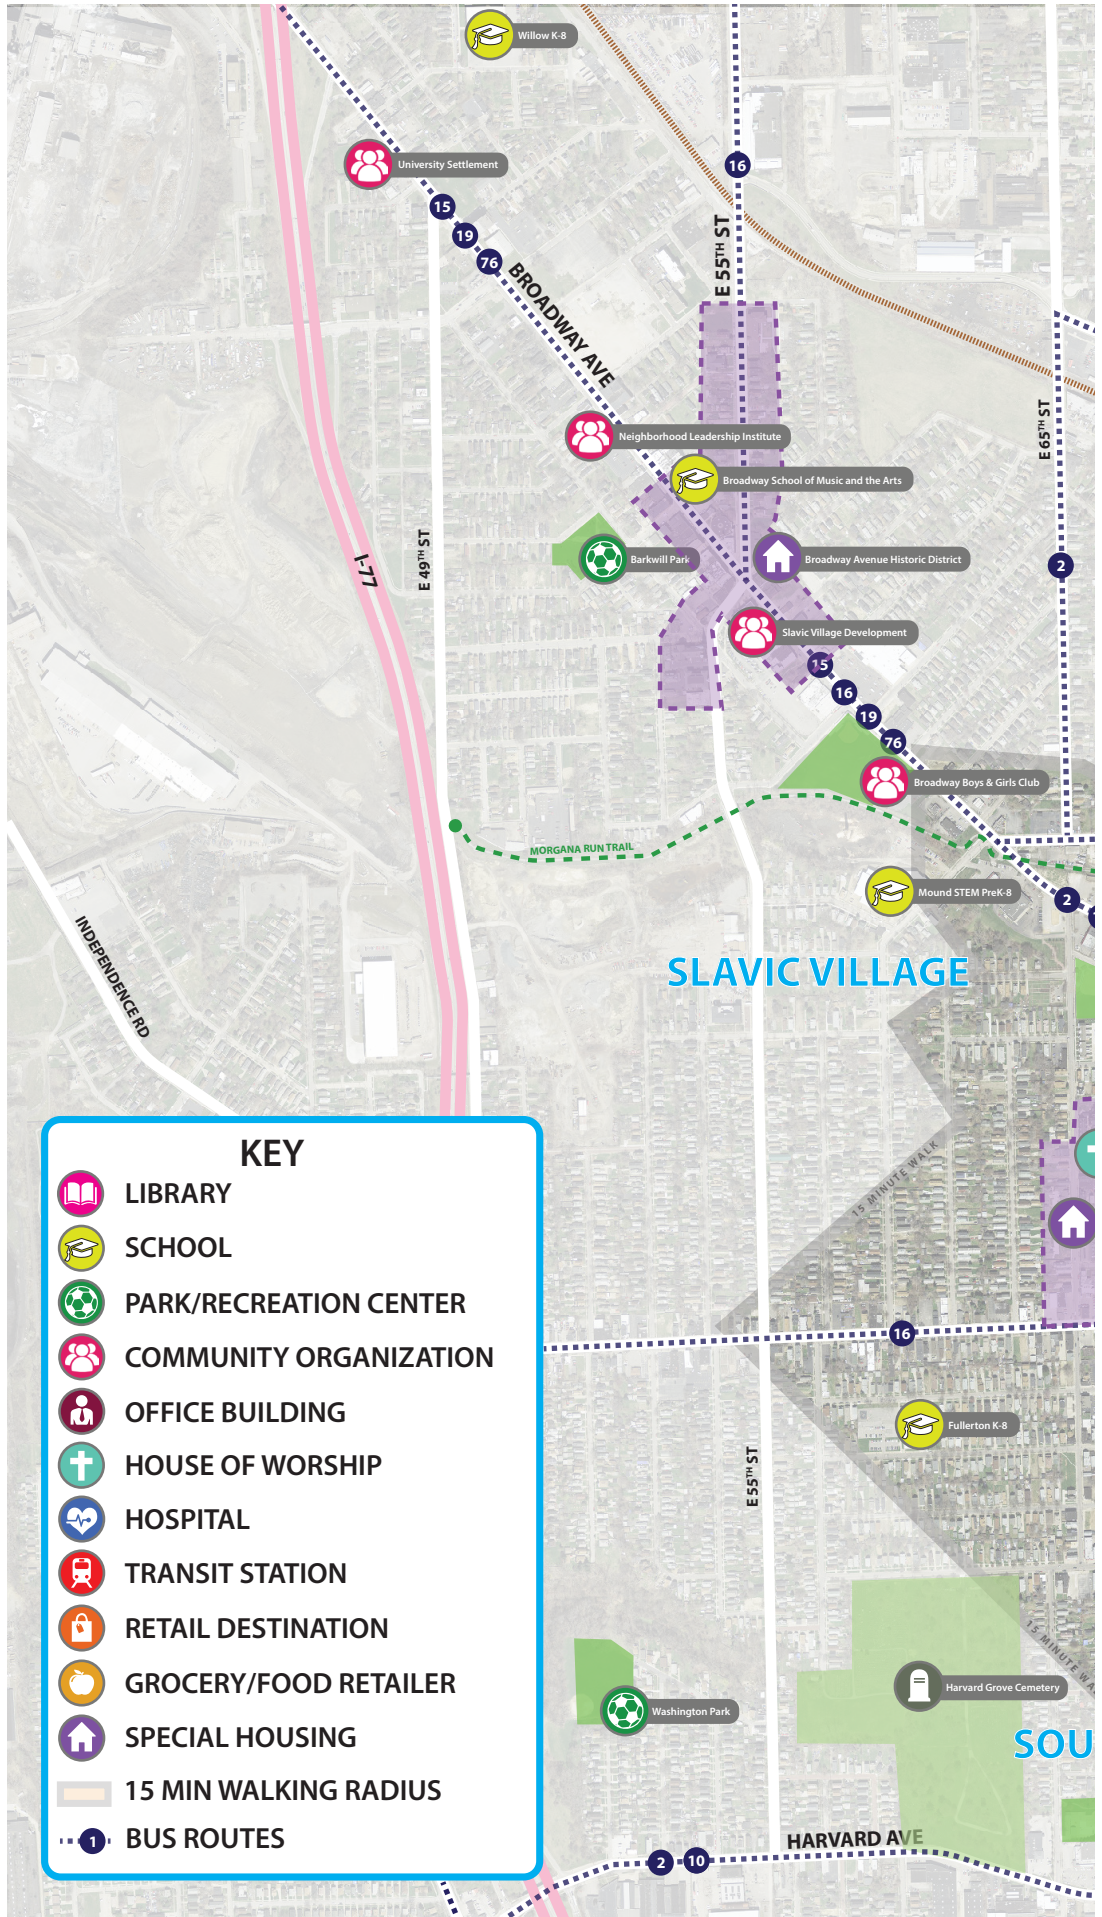 Willow K-8
University Settlement
16
15
19
76
E 55TH ST
BROADWAY AVE
E 65TH ST
Neighborhood Leadership Institute
Broadway School of Music and the Arts
E 49TH ST
I-77
Barkwill Park
Broadway Avenue Historic District
2
Slavic Village Development
15
16
19
76
Broadway Boys & Girls Club
MORGANA RUN TRAIL
Mound STEM PreK-8
2
INDEPENDENCE RD
SLAVIC VILLAGE
15 MINUTE WALK
16
Fullerton K-8
E 55TH ST
15 MINUTE WA
Harvard Grove Cemetery
Washington Park
SOU
HARVARD AVE
2
10
KEY
LIBRARY
SCHOOL
PARK/RECREATION CENTER
COMMUNITY ORGANIZATION
OFFICE BUILDING
HOUSE OF WORSHIP
HOSPITAL
TRANSIT STATION
RETAIL DESTINATION
GROCERY/FOOD RETAILER
SPECIAL HOUSING
15 MIN WALKING RADIUS
1 BUS ROUTES